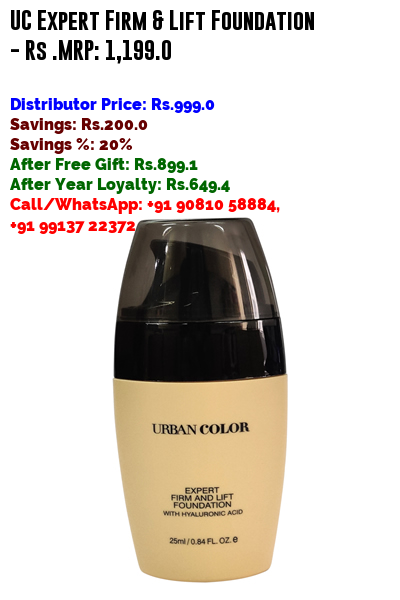 UC Expert Firm & Lift Foundation
- Rs .MRP: 1,199.0
Distributor Price: Rs.999.0
Savings: Rs.200.0
Savings %: 20%
After Free Gift: Rs.899.1
After Year Loyalty: Rs.649.4
Call/WhatsApp: +91 90810 58884,
+91 99137 22372
URBAN COLOR
EXPERT
FIRM AND LIFT
FOUNDATION
WITH HYALURONIC ACID
25ml / 0.84 FL. OZ. e